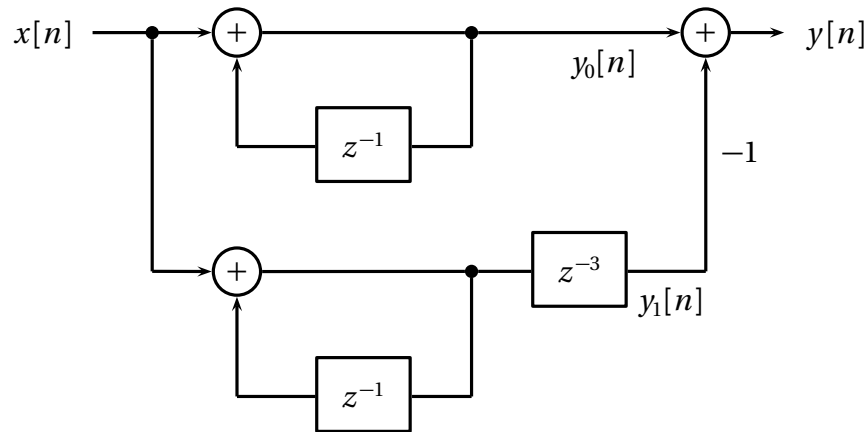 x[n] + + y[n]
y₀[n]
z⁻¹
−1
+ z⁻³
y₁[n]
z⁻¹